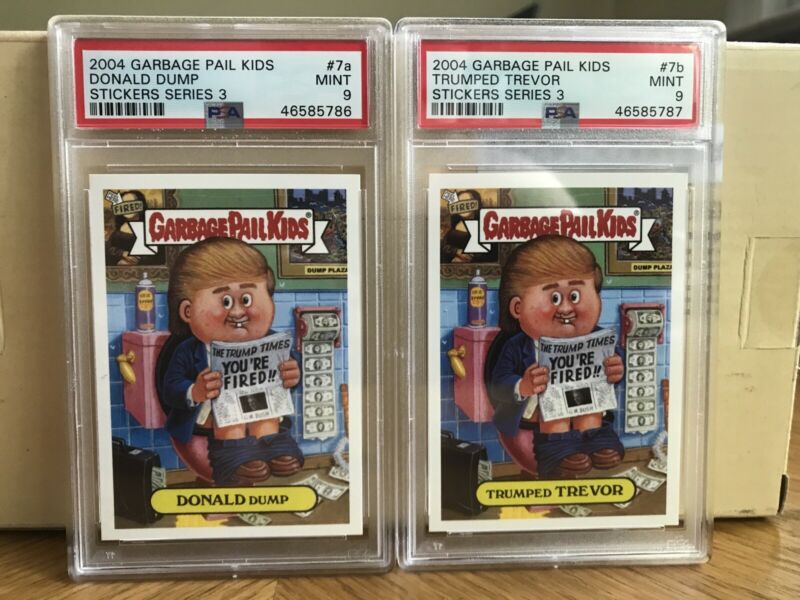 2004 GARBAGE PAIL KIDS #7a
DONALD DUMP MINT
STICKERS SERIES 3 9
PSA 46585786
FIRED!
GARBAGE PAIL KIDS®
DUMP PLAZA
THE TRUMP TIMES
YOU'RE
FIRED!!
G.W. BUSH
DONALD DUMP
2004 GARBAGE PAIL KIDS #7b
TRUMPED TREVOR MINT
STICKERS SERIES 3 9
PSA 46585787
FIRED!
GARBAGE PAIL KIDS®
DUMP PLAZA
THE TRUMP TIMES
YOU'RE
FIRED!!
G.W. BUSH
TRUMPED TREVOR